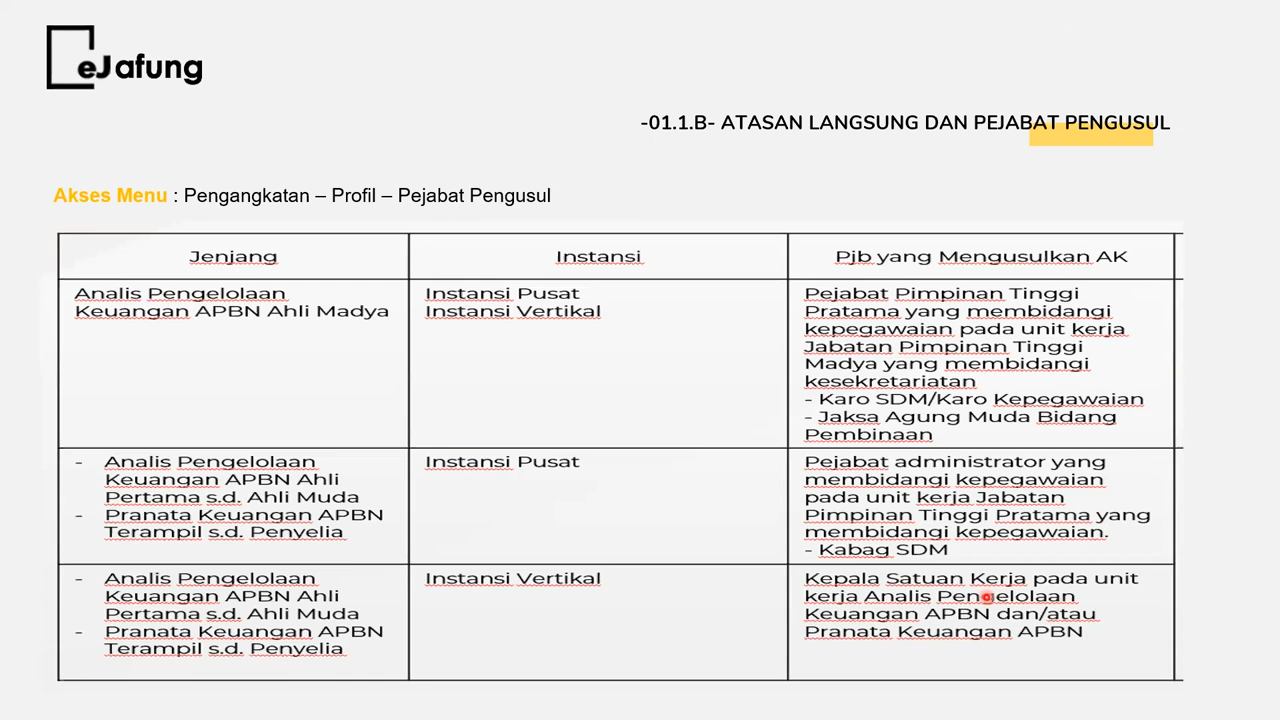 eJafung
-01.1.B- ATASAN LANGSUNG DAN PEJABAT PENGUSUL
Akses Menu : Pengangkatan – Profil – Pejabat Pengusul
Jenjang
Instansi
Pjb yang Mengusulkan AK
Analis Pengelolaan
Keuangan APBN Ahli Madya
Instansi Pusat
Instansi Vertikal
Pejabat Pimpinan Tinggi
Pratama yang membidangi
kepegawaian pada unit kerja
Jabatan Pimpinan Tinggi
Madya yang membidangi
kesekretariatan
- Karo SDM/Karo Kepegawaian
- Jaksa Agung Muda Bidang
Pembinaan
- Analis Pengelolaan
Keuangan APBN Ahli
Pertama s.d. Ahli Muda
- Pranata Keuangan APBN
Terampil s.d. Penyelia
Instansi Pusat
Pejabat administrator yang
membidangi kepegawaian
pada unit kerja Jabatan
Pimpinan Tinggi Pratama yang
membidangi kepegawaian.
- Kabag SDM
- Analis Pengelolaan
Keuangan APBN Ahli
Pertama s.d. Ahli Muda
- Pranata Keuangan APBN
Terampil s.d. Penyelia
Instansi Vertikal
Kepala Satuan Kerja pada unit
kerja Analis Pengelolaan
Keuangan APBN dan/atau
Pranata Keuangan APBN